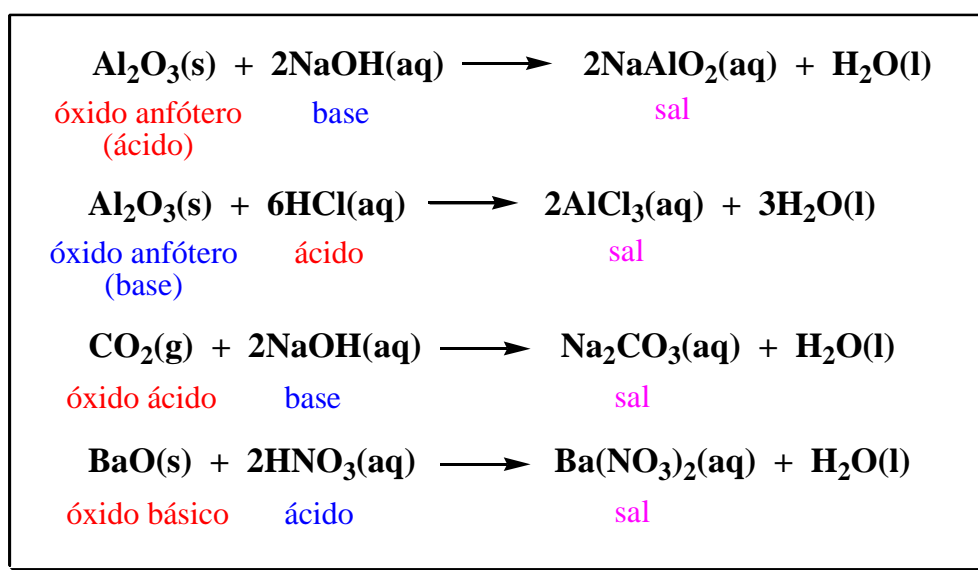 Al₂O₃(s) + 2NaOH(aq) ⟶ 2NaAlO₂(aq) + H₂O(l)
óxido anfótero base sal
(ácido)
Al₂O₃(s) + 6HCl(aq) ⟶ 2AlCl₃(aq) + 3H₂O(l)
óxido anfótero ácido sal
(base)
CO₂(g) + 2NaOH(aq) ⟶ Na₂CO₃(aq) + H₂O(l)
óxido ácido base sal
BaO(s) + 2HNO₃(aq) ⟶ Ba(NO₃)₂(aq) + H₂O(l)
óxido básico ácido sal